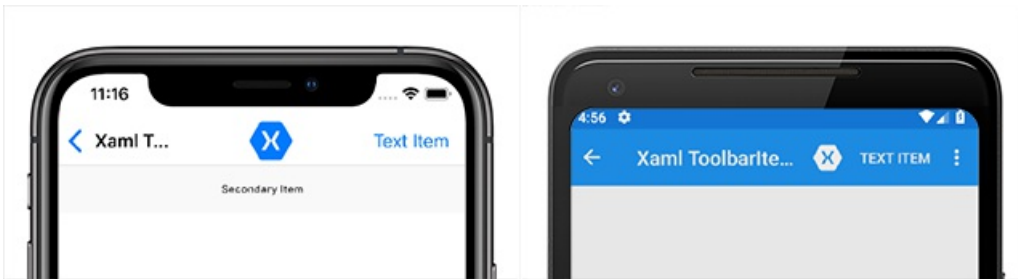 11:16
Xaml T...
Text Item
Secondary Item
4:56
Xaml ToolbarIte...
TEXT ITEM